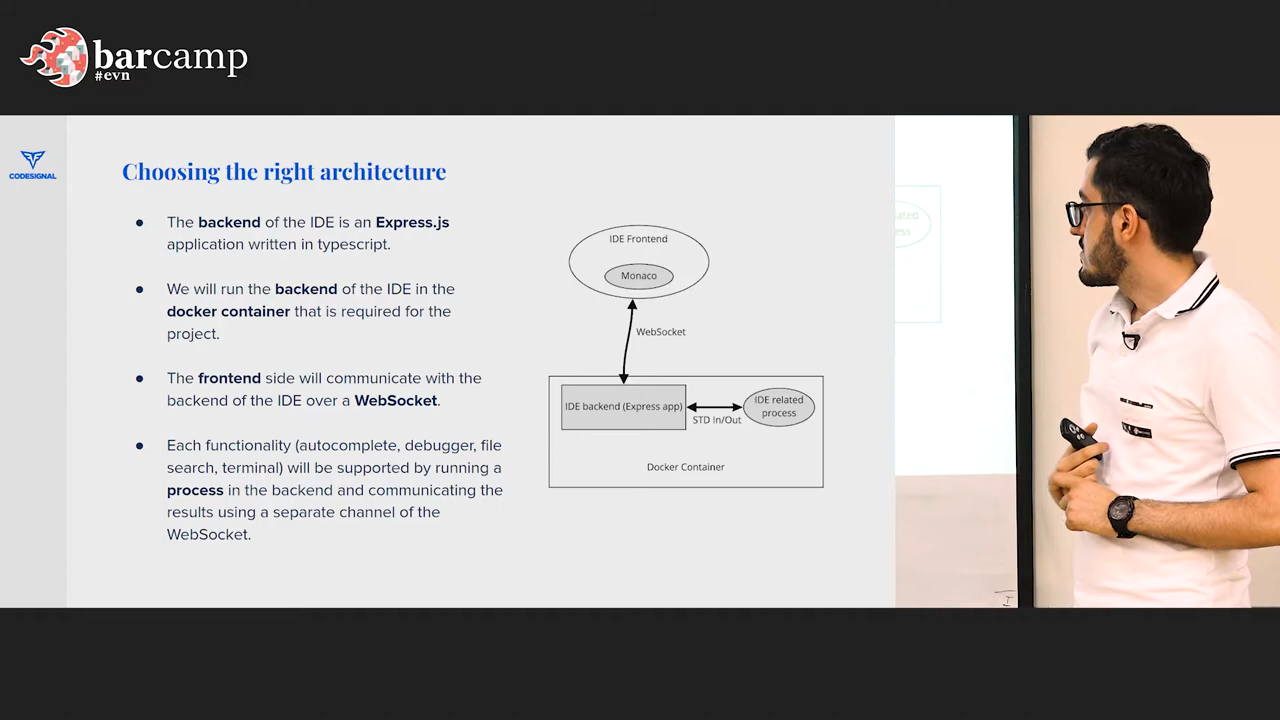 barcamp
#evn
CODESIGNAL
Choosing the right architecture
The backend of the IDE is an Express.js
application written in typescript.
We will run the backend of the IDE in the
docker container that is required for the
project.
The frontend side will communicate with the
backend of the IDE over a WebSocket.
Each functionality (autocomplete, debugger, file
search, terminal) will be supported by running a
process in the backend and communicating the
results using a separate channel of the
WebSocket.
IDE Frontend
Monaco
WebSocket
IDE backend (Express app)
STD In/Out
IDE related
process
Docker Container